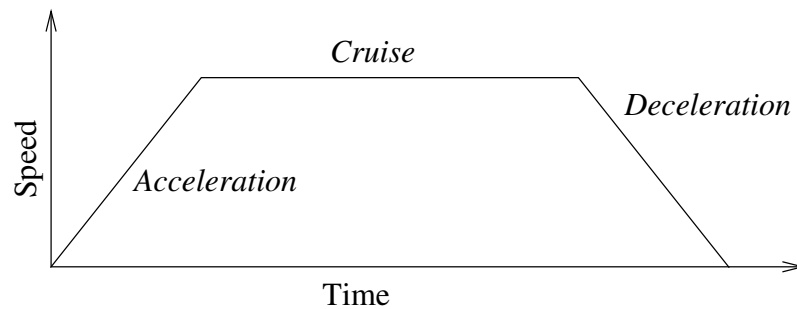 Cruise
Deceleration
Acceleration
Speed
Time